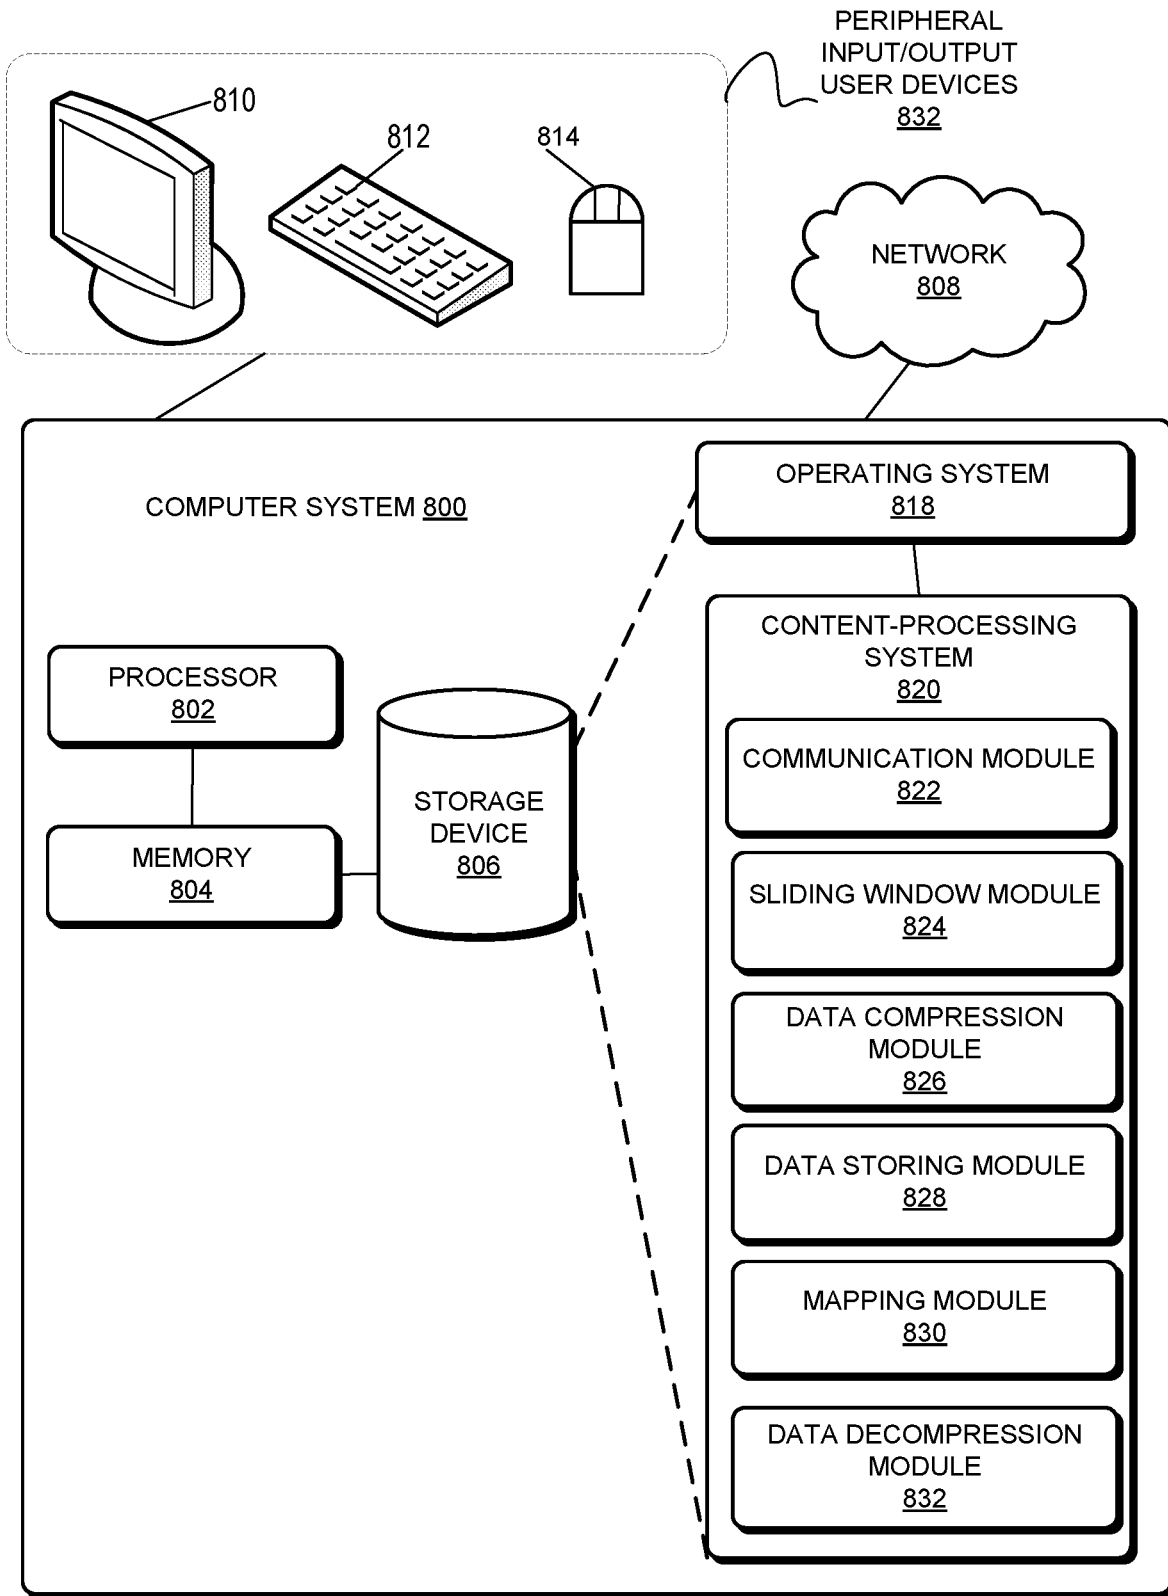 PERIPHERAL
INPUT/OUTPUT
USER DEVICES
832
810
812
814
NETWORK
808
COMPUTER SYSTEM 800
OPERATING SYSTEM
818
PROCESSOR
802
MEMORY
804
STORAGE
DEVICE
806
CONTENT-PROCESSING
SYSTEM
820
COMMUNICATION MODULE
822
SLIDING WINDOW MODULE
824
DATA COMPRESSION
MODULE
826
DATA STORING MODULE
828
MAPPING MODULE
830
DATA DECOMPRESSION
MODULE
832